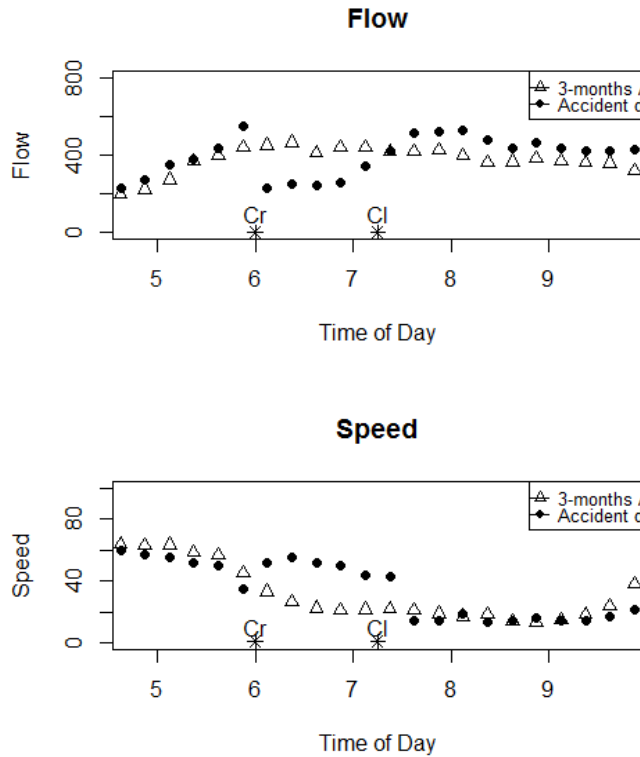 Flow
800
400
0
Flow
3-months
Accident
Cr
Cl
5 6 7 8 9
Time of Day
Speed
80
40
0
Speed
3-months
Accident
Cr
Cl
5 6 7 8 9
Time of Day